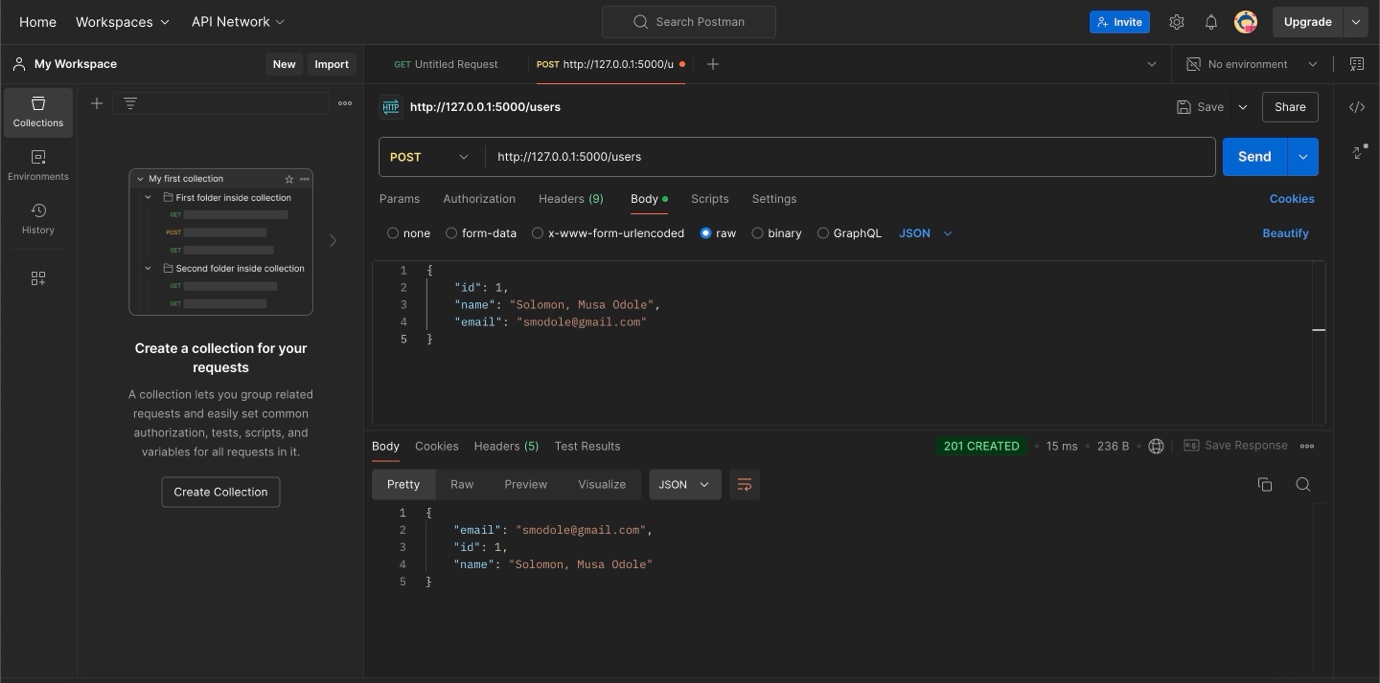 Home Workspaces API Network Search Postman Invite Upgrade
My Workspace New Import GET Untitled Request POST http://127.0.0.1:5000/u No environment
Collections
Environments
History
My first collection
First folder inside collection
GET
POST
GET
Second folder inside collection
GET
GET
Create a collection for your
requests
A collection lets you group related
requests and easily set common
authorization, tests, scripts, and
variables for all requests in it.
Create Collection
HTTP http://127.0.0.1:5000/users Save Share
POST http://127.0.0.1:5000/users Send
Params Authorization Headers (9) Body Scripts Settings Cookies
none form-data x-www-form-urlencoded raw binary GraphQL JSON Beautify
1 {
2 "id": 1,
3 "name": "Solomon, Musa Odole",
4 "email": "smodole@gmail.com"
5 }
Body Cookies Headers (5) Test Results 201 CREATED 15 ms 236 B e.g. Save Response
Pretty Raw Preview Visualize JSON
1 {
2 "email": "smodole@gmail.com",
3 "id": 1,
4 "name": "Solomon, Musa Odole"
5 }